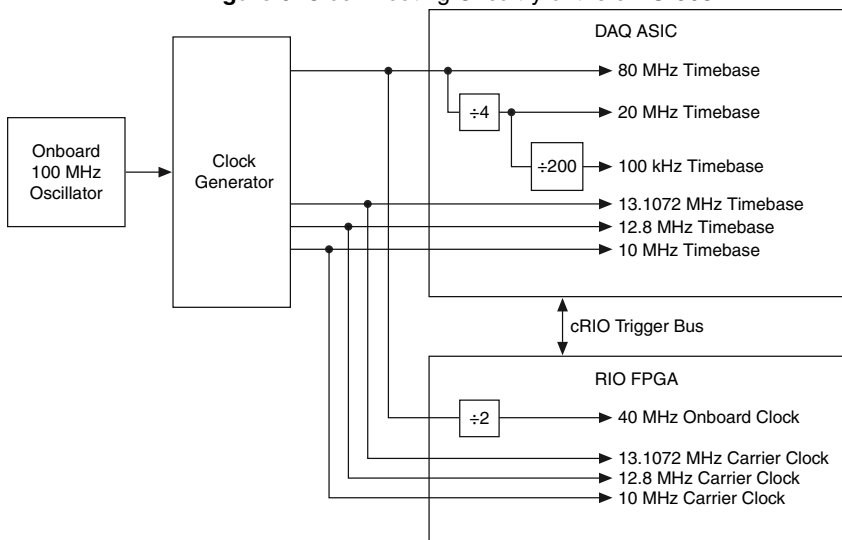 DAQ ASIC
80 MHz Timebase
÷4
20 MHz Timebase
÷200
100 kHz Timebase
Onboard
100 MHz
Oscillator
Clock
Generator
13.1072 MHz Timebase
12.8 MHz Timebase
10 MHz Timebase
cRIO Trigger Bus
RIO FPGA
÷2
40 MHz Onboard Clock
13.1072 MHz Carrier Clock
12.8 MHz Carrier Clock
10 MHz Carrier Clock